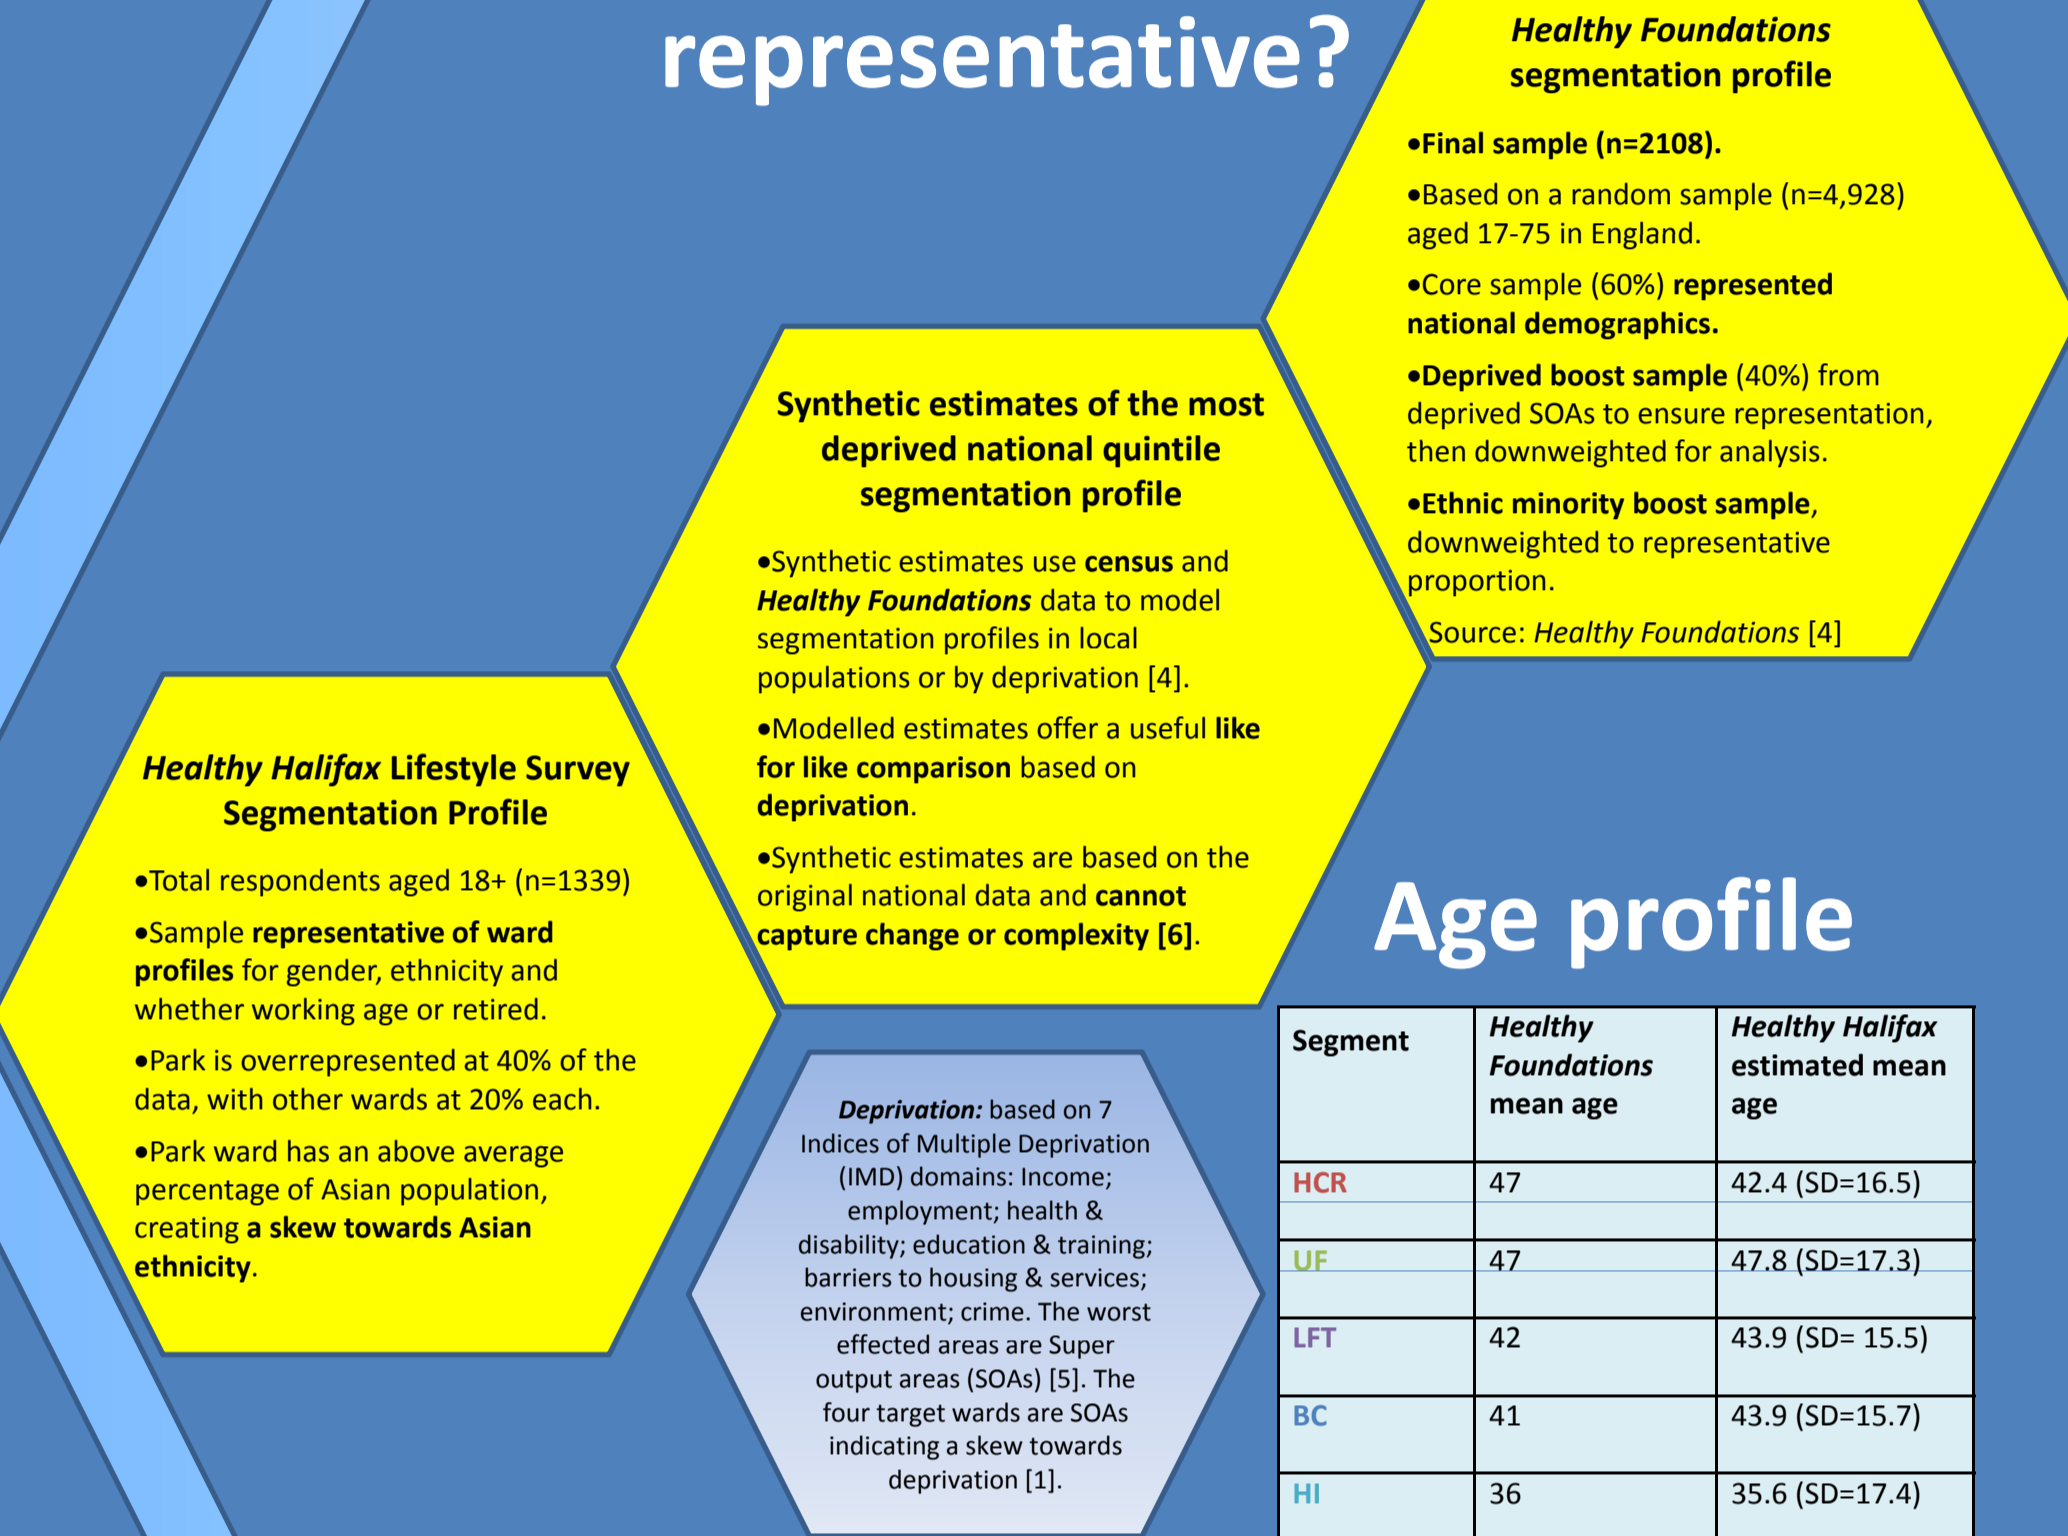 representative?
Healthy Foundations
segmentation profile
•Final sample (n=2108).
•Based on a random sample (n=4,928)
aged 17-75 in England.
•Core sample (60%) represented
national demographics.
•Deprived boost sample (40%) from
deprived SOAs to ensure representation,
then downweighted for analysis.
•Ethnic minority boost sample,
downweighted to representative
proportion.
Source: Healthy Foundations [4]
Synthetic estimates of the most
deprived national quintile
segmentation profile
•Synthetic estimates use census and
Healthy Foundations data to model
segmentation profiles in local
populations or by deprivation [4].
•Modelled estimates offer a useful like
for like comparison based on
deprivation.
•Synthetic estimates are based on the
original national data and cannot
capture change or complexity [6].
Healthy Halifax Lifestyle Survey
Segmentation Profile
•Total respondents aged 18+ (n=1339)
•Sample representative of ward
profiles for gender, ethnicity and
whether working age or retired.
•Park is overrepresented at 40% of the
data, with other wards at 20% each.
•Park ward has an above average
percentage of Asian population,
creating a skew towards Asian
ethnicity.
Deprivation: based on 7
Indices of Multiple Deprivation
(IMD) domains: Income;
employment; health &
disability; education & training;
barriers to housing & services;
environment; crime. The worst
effected areas are Super
output areas (SOAs) [5]. The
four target wards are SOAs
indicating a skew towards
deprivation [1].
Age profile
Segment
Healthy
Foundations
mean age
Healthy Halifax
estimated mean
age
HCR 47 42.4 (SD=16.5)
UF 47 47.8 (SD=17.3)
LFT 42 43.9 (SD= 15.5)
BC 41 43.9 (SD=15.7)
HI 36 35.6 (SD=17.4)